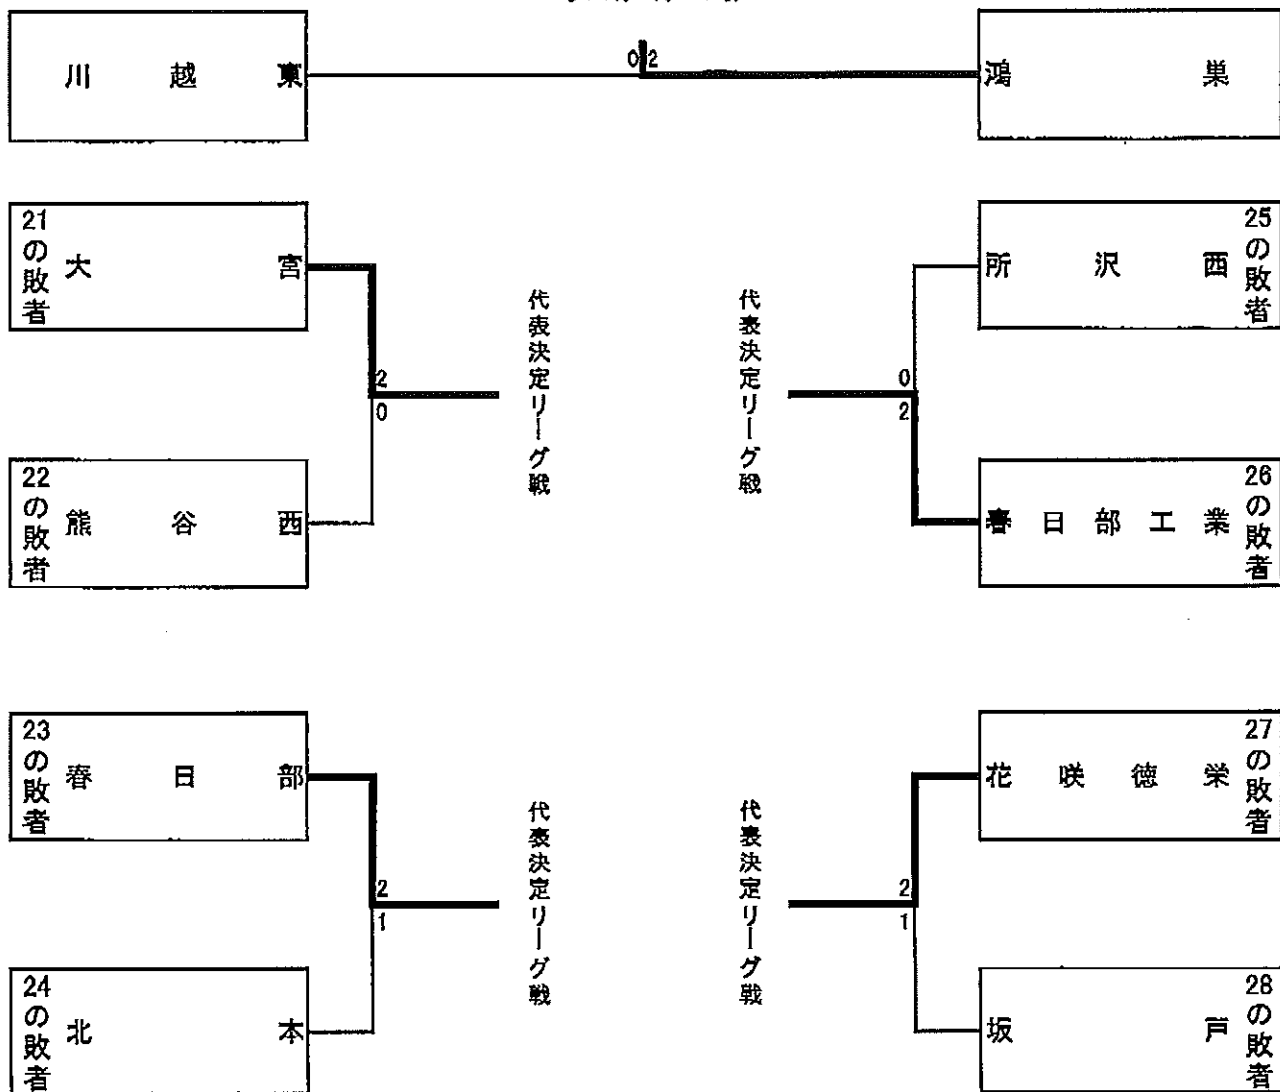 川越東
0 2
鴻巣
21の敗者
大宮
22の敗者
熊谷西
2
0
代表決定リーグ戦
代表決定リーグ戦
0
2
所沢西
25の敗者
春日部工業
26の敗者
23の敗者
春日部
24の敗者
北本
2
1
代表決定リーグ戦
代表決定リーグ戦
2
1
花咲徳栄
27の敗者
坂戸
28の敗者